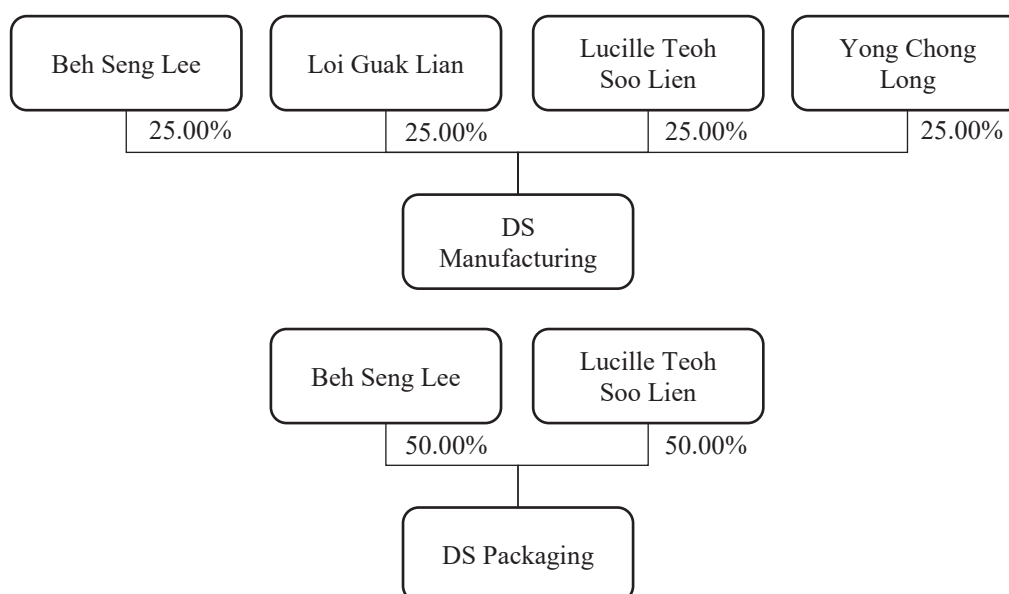 Beh Seng Lee
Loi Guak Lian
Lucille Teoh
Soo Lien
Yong Chong
Long
25.00%
25.00%
25.00%
25.00%
DS
Manufacturing
Beh Seng Lee
Lucille Teoh
Soo Lien
50.00%
50.00%
DS Packaging